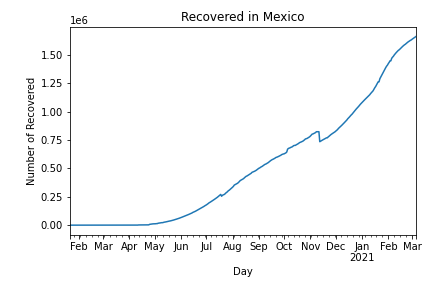 Recovered in Mexico
1e6
1.50
1.25
1.00
0.75
0.50
0.25
0.00
Number of Recovered
Feb Mar Apr May Jun Jul Aug Sep Oct Nov Dec Jan Feb Mar
2021
Day